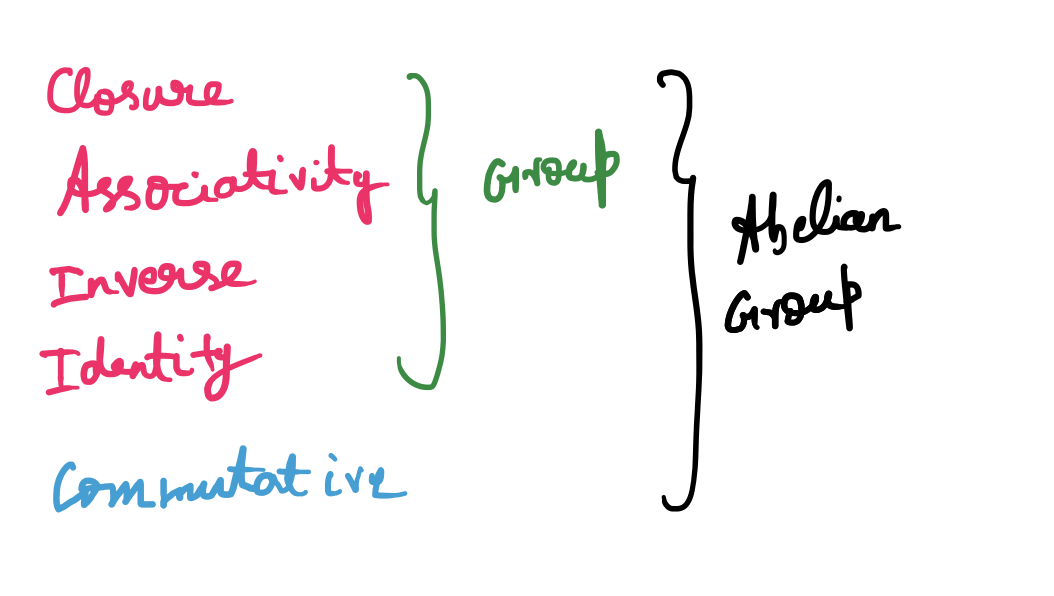 Closure
Associativity
Inverse
Identity
Commutative
Group
Abelian
Group